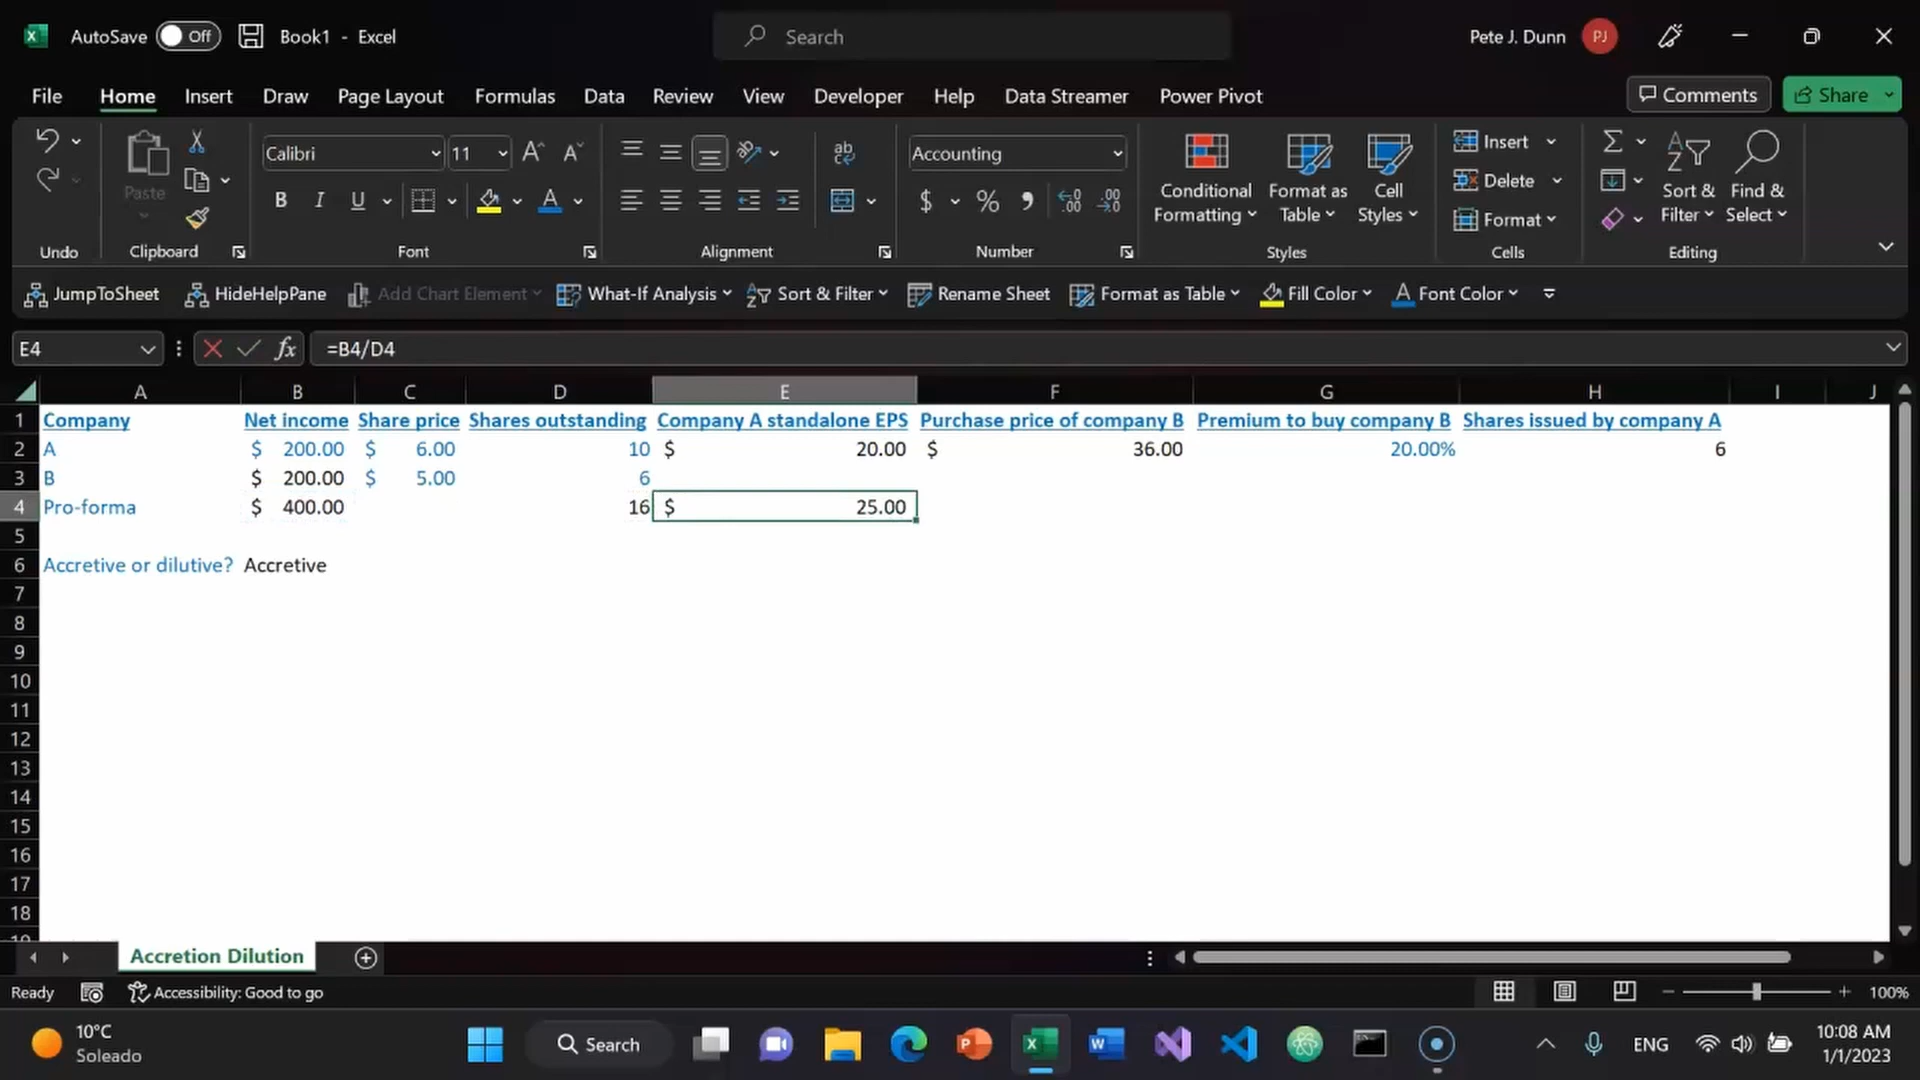 AutoSave Off Book1 - Excel Search Pete J. Dunn PJ
File Home Insert Draw Page Layout Formulas Data Review View Developer Help Data Streamer Power Pivot Comments Share
Paste Calibri 11 A^ Aˇ ab c Accounting Conditional Formatting Format as Table Cell Styles Insert Delete Format Sort & Filter Find & Select
B I U A $ % , .00 .00
Undo Clipboard Font Alignment Number Styles Cells Editing
JumpToSheet HideHelpPane Add Chart Element What-If Analysis Sort & Filter Rename Sheet Format as Table Fill Color Font Color
E4 fx =B4/D4
A B C D E F G H I J
1 Company Net income Share price Shares outstanding Company A standalone EPS Purchase price of company B Premium to buy company B Shares issued by company A
2 A $ 200.00 $ 6.00 10 $ 20.00 $ 36.00 20.00% 6
3 B $ 200.00 $ 5.00 6
4 Pro-forma $ 400.00 16 $ 25.00
5
6 Accretive or dilutive? Accretive
7
8
9
10
11
12
13
14
15
16
17
18
Accretion Dilution
Ready Accessibility: Good to go 100%
10°C
Soleado
Search ENG 10:08 AM
1/1/2023